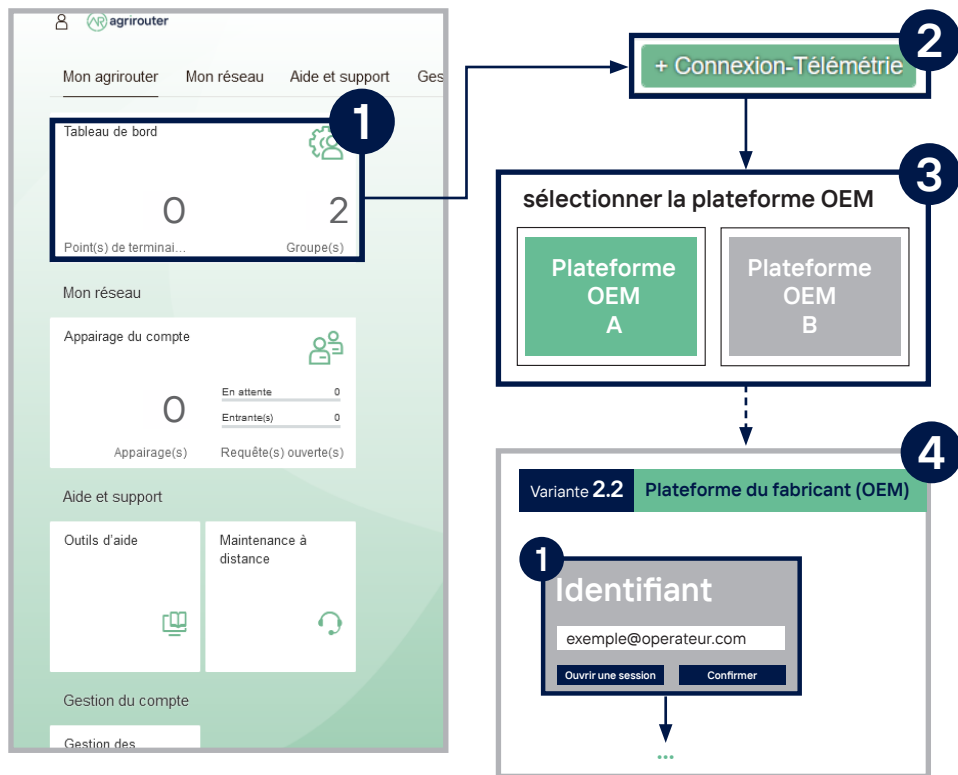 agrirouter
Mon agrirouter Mon réseau Aide et support Ges
Tableau de bord
1
0
2
Point(s) de terminai...
Groupe(s)
Mon réseau
Appairage du compte
0
En attente 0
Entrante(s) 0
Appairage(s)
Requête(s) ouverte(s)
Aide et support
Outils d'aide
Maintenance à
distance
Gestion du compte
Gestion des
2
+ Connexion-Télémétrie
3
sélectionner la plateforme OEM
Plateforme
OEM
A
Plateforme
OEM
B
4
Variante 2.2 Plateforme du fabricant (OEM)
1
Identifiant
exemple@operateur.com
Ouvrir une session
Confirmer
...